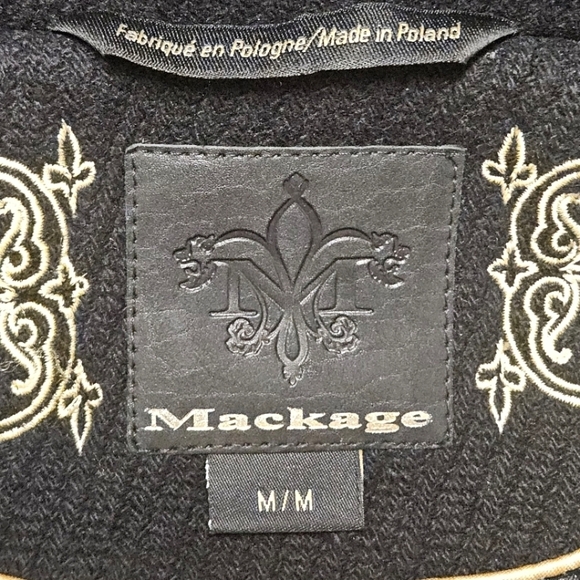 Fabriqué en Pologne/Made in Poland
M
Mackage
M/M